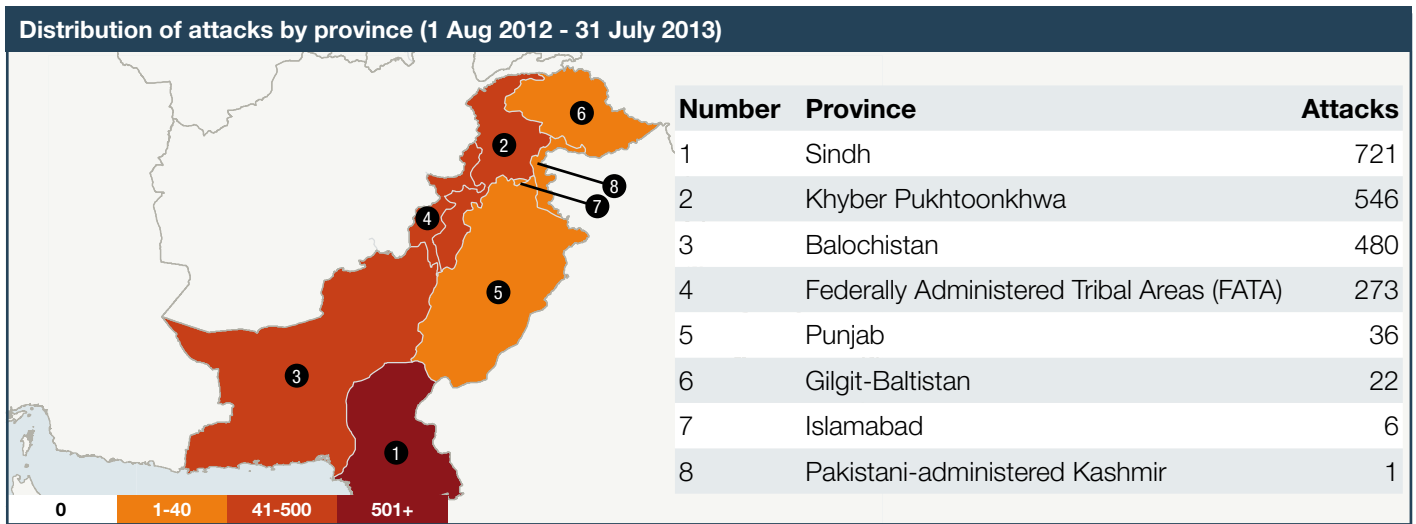 Distribution of attacks by province (1 Aug 2012 - 31 July 2013)
6
2
8
7
4
5
3
1
0 1-40 41-500 501+
Number Province Attacks
1 Sindh 721
2 Khyber Pukhtoonkhwa 546
3 Balochistan 480
4 Federally Administered Tribal Areas (FATA) 273
5 Punjab 36
6 Gilgit-Baltistan 22
7 Islamabad 6
8 Pakistani-administered Kashmir 1